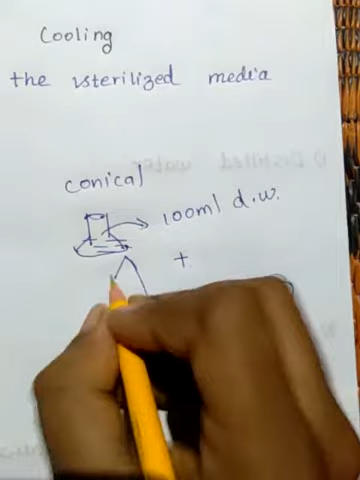 Cooling
the sterilized media
conical
100ml d.w.
+